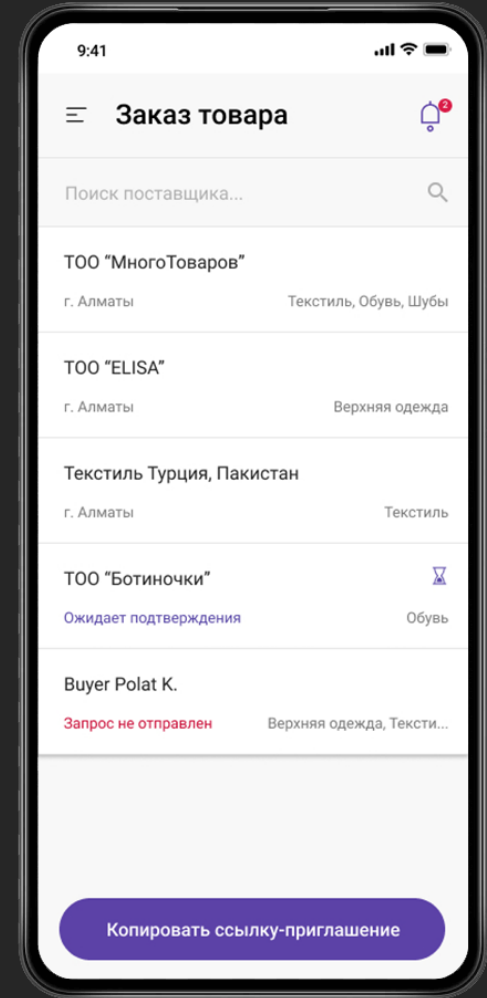 9:41
Заказ товара
2
Поиск поставщика...
ТОО “МногоТоваров”
г. Алматы Текстиль, Обувь, Шубы
ТОО “ELISA”
г. Алматы Верхняя одежда
Текстиль Турция, Пакистан
г. Алматы Текстиль
ТОО “Ботиночки”
Ожидает подтверждения Обувь
Buyer Polat K.
Запрос не отправлен Верхняя одежда, Тексти...
Копировать ссылку-приглашение